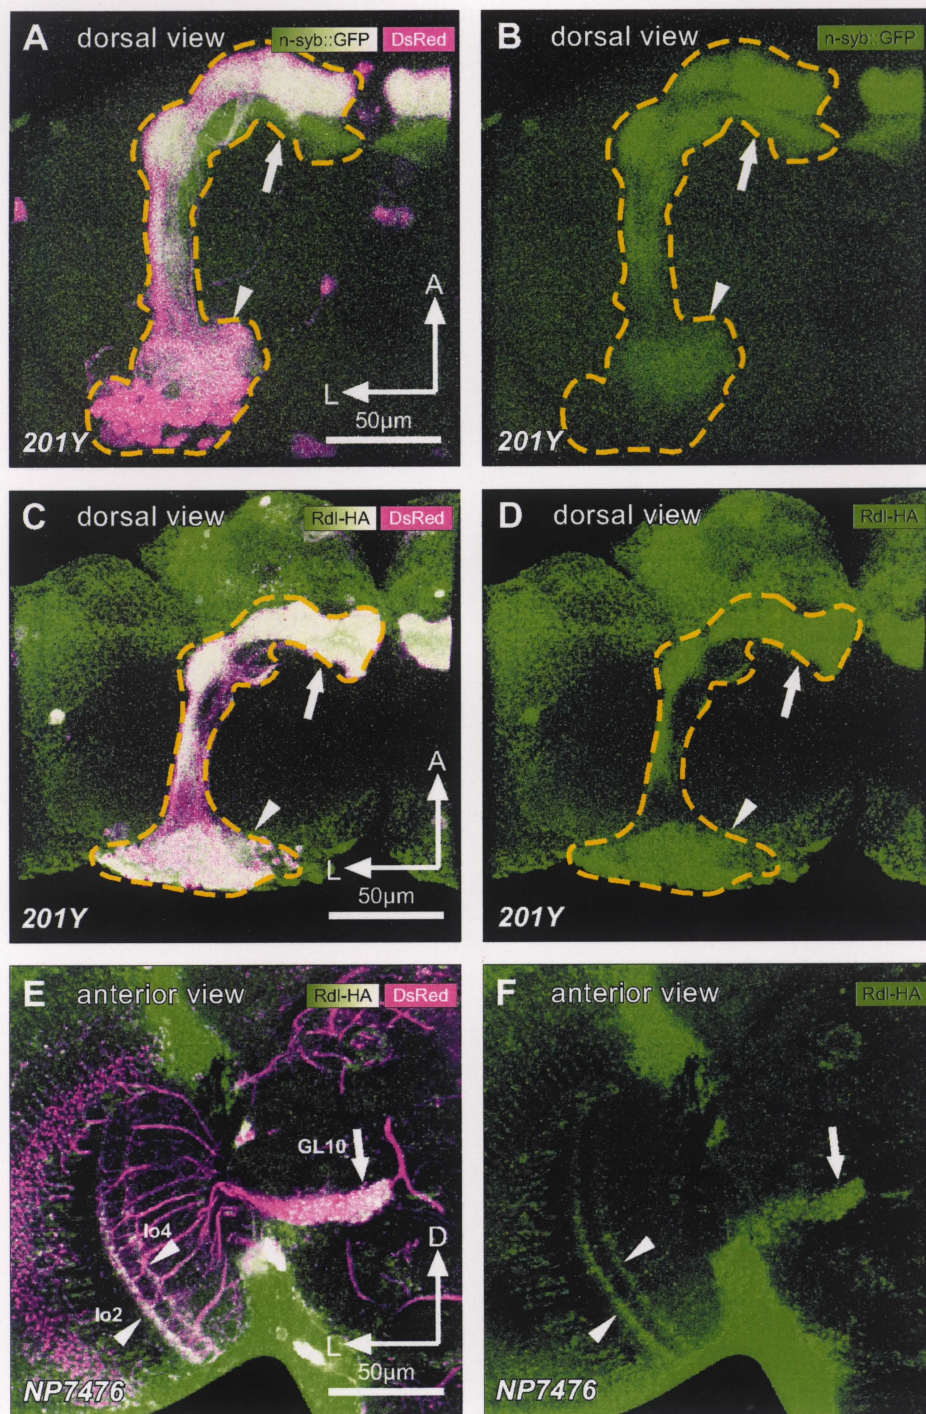 A dorsal view n-syb::GFP DsRed
A
L
50µm
201Y
B dorsal view n-syb::GFP
201Y
C dorsal view Rdl-HA DsRed
A
L
50µm
201Y
D dorsal view Rdl-HA
201Y
E anterior view Rdl-HA DsRed
GL10
lo4
D
lo2
L
50µm
NP7476
F anterior view Rdl-HA
NP7476